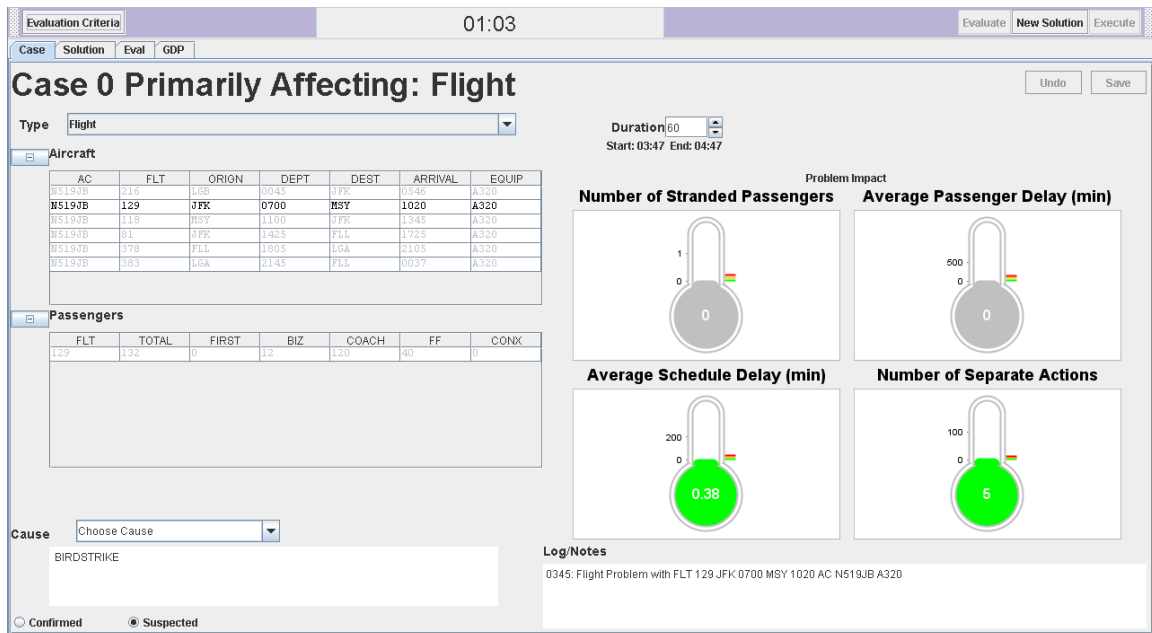 Evaluation Criteria 01:03 Evaluate New Solution Execute
Case Solution Eval GDP
Case 0 Primarily Affecting: Flight Undo Save
Type Flight Duration 60
Start: 03:47 End: 04:47
Aircraft
AC FLT ORIGN DEPT DEST ARRIVAL EQUIP
N519JB 216 LGB 0045 JFK 0546 A320
N519JB 129 JFK 0700 MSY 1020 A320
N519JB 118 MSY 1100 JFK 1345 A320
N519JB 81 JFK 1425 FLL 1725 A320
N519JB 378 FLL 1805 LGA 2105 A320
N519JB 383 LGA 2145 FLL 0037 A320
Passengers
FLT TOTAL FIRST BIZ COACH FF CONX
129 132 0 12 120 40 0
Problem Impact
Number of Stranded Passengers Average Passenger Delay (min)
1 500
0 0
0 0
Average Schedule Delay (min) Number of Separate Actions
200 100
0 0
0.38 5
Cause Choose Cause
BIRDSTRIKE
Confirmed Suspected
Log/Notes
0345: Flight Problem with FLT 129 JFK 0700 MSY 1020 AC N519JB A320